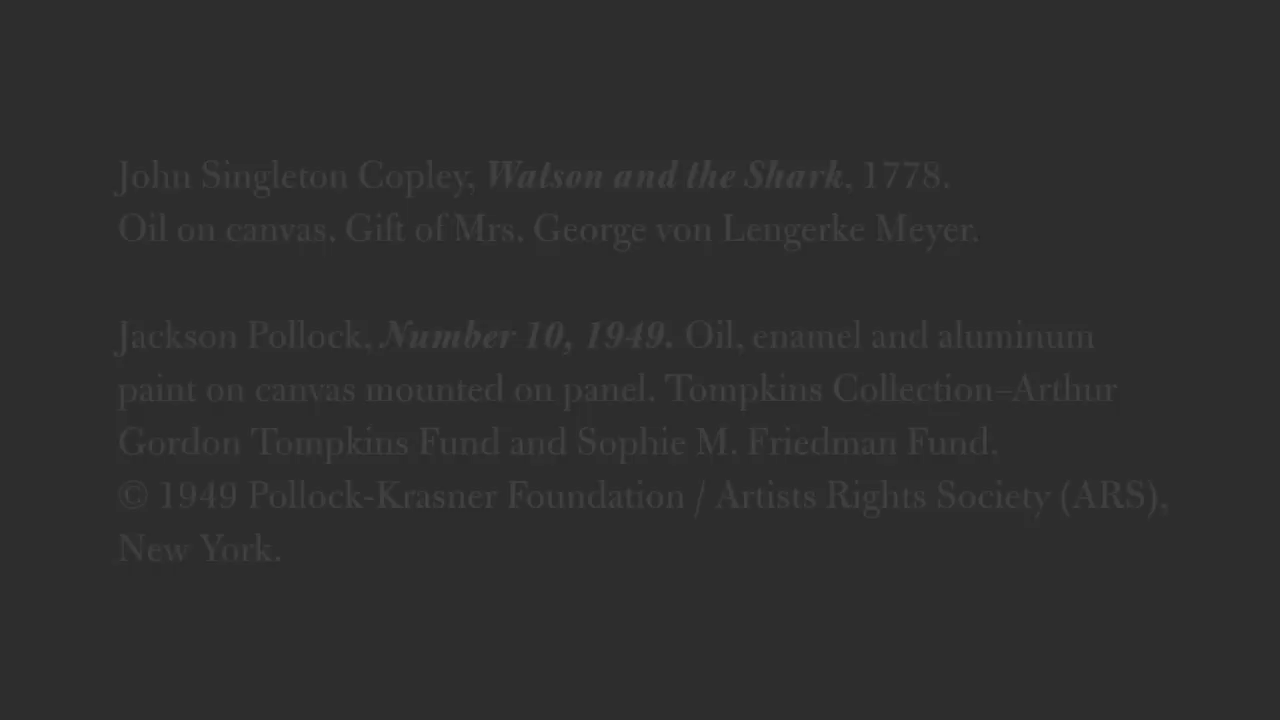 John Singleton Copley, Watson and the Shark, 1778.
Oil on canvas. Gift of Mrs. George von Lengerke Meyer.
Jackson Pollock, Number 10, 1949. Oil, enamel and aluminum
paint on canvas mounted on panel. Tompkins Collection–Arthur
Gordon Tompkins Fund and Sophie M. Friedman Fund.
© 1949 Pollock-Krasner Foundation / Artists Rights Society (ARS),
New York.